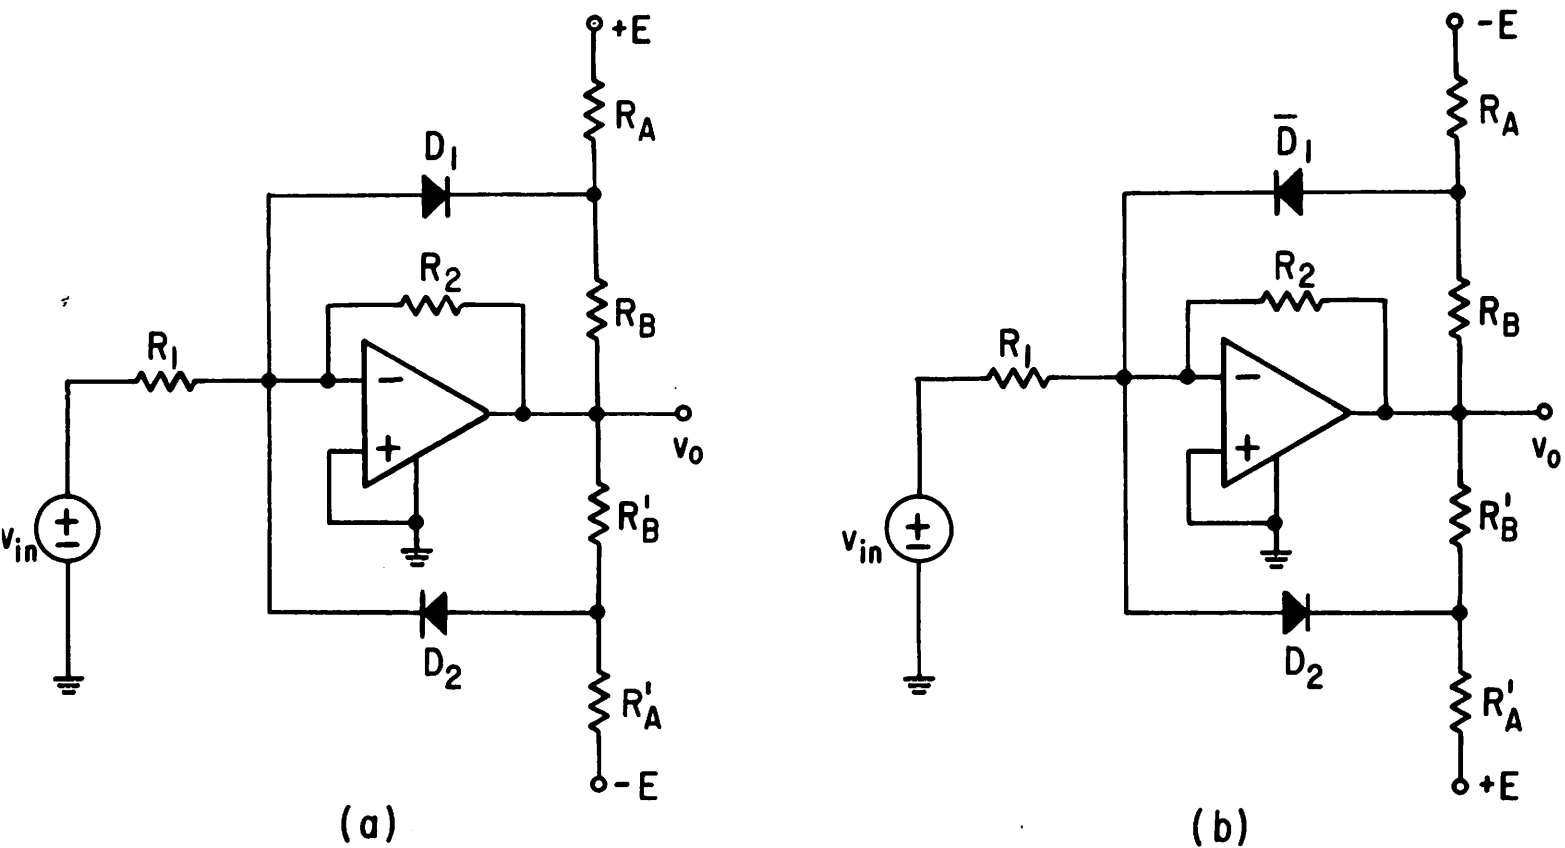 +E
R_A
D_1
R_2
R_B
R_1
−
+
v_o
+
−
v_in
R'_B
D_2
R'_A
−E
(a)
−E
R_A
D̅_1
R_2
R_B
R_1
−
+
v_o
+
−
v_in
R'_B
D_2
R'_A
+E
(b)